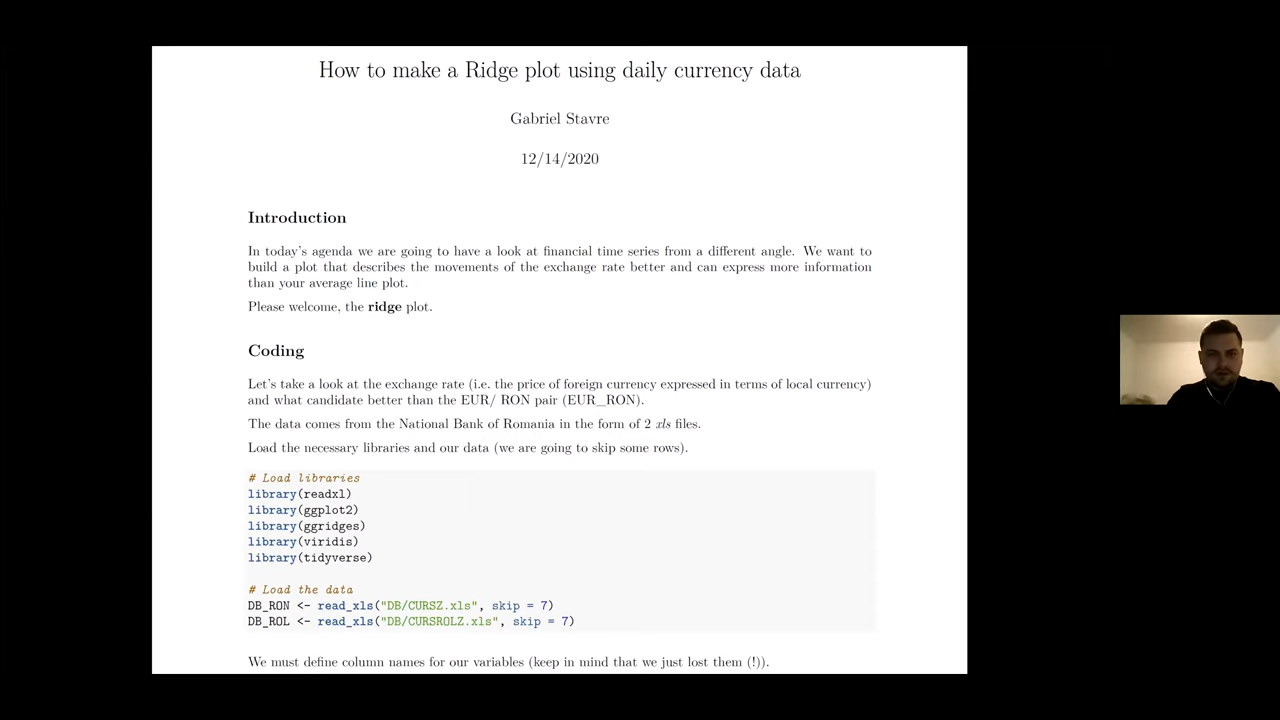 How to make a Ridge plot using daily currency data
Gabriel Stavre
12/14/2020
Introduction
In today's agenda we are going to have a look at financial time series from a different angle. We want to
build a plot that describes the movements of the exchange rate better and can express more information
than your average line plot.
Please welcome, the ridge plot.
Coding
Let's take a look at the exchange rate (i.e. the price of foreign currency expressed in terms of local currency)
and what candidate better than the EUR/ RON pair (EUR_RON).
The data comes from the National Bank of Romania in the form of 2 xls files.
Load the necessary libraries and our data (we are going to skip some rows).
# Load libraries
library(readxl)
library(ggplot2)
library(ggridges)
library(viridis)
library(tidyverse)
# Load the data
DB_RON <- read_xls("DB/CURSZ.xls", skip = 7)
DB_ROL <- read_xls("DB/CURSROLZ.xls", skip = 7)
We must define column names for our variables (keep in mind that we just lost them (!)).